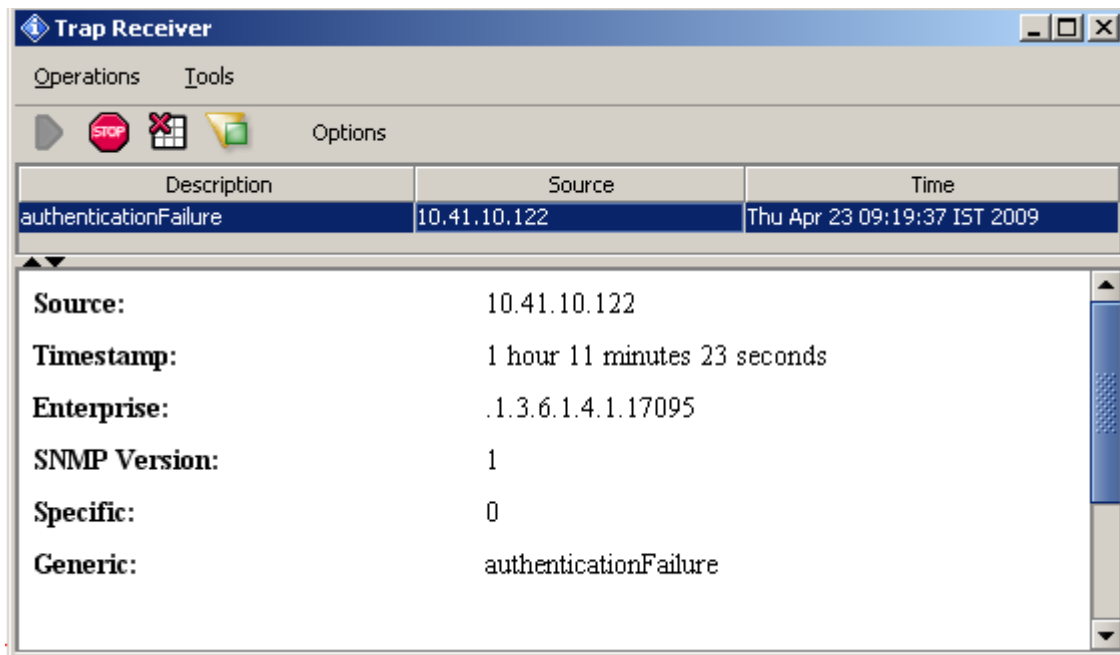 Trap Receiver
Operations Tools
STOP Options
Description Source Time
authenticationFailure 10.41.10.122 Thu Apr 23 09:19:37 IST 2009
Source: 10.41.10.122
Timestamp: 1 hour 11 minutes 23 seconds
Enterprise: .1.3.6.1.4.1.17095
SNMP Version: 1
Specific: 0
Generic: authenticationFailure